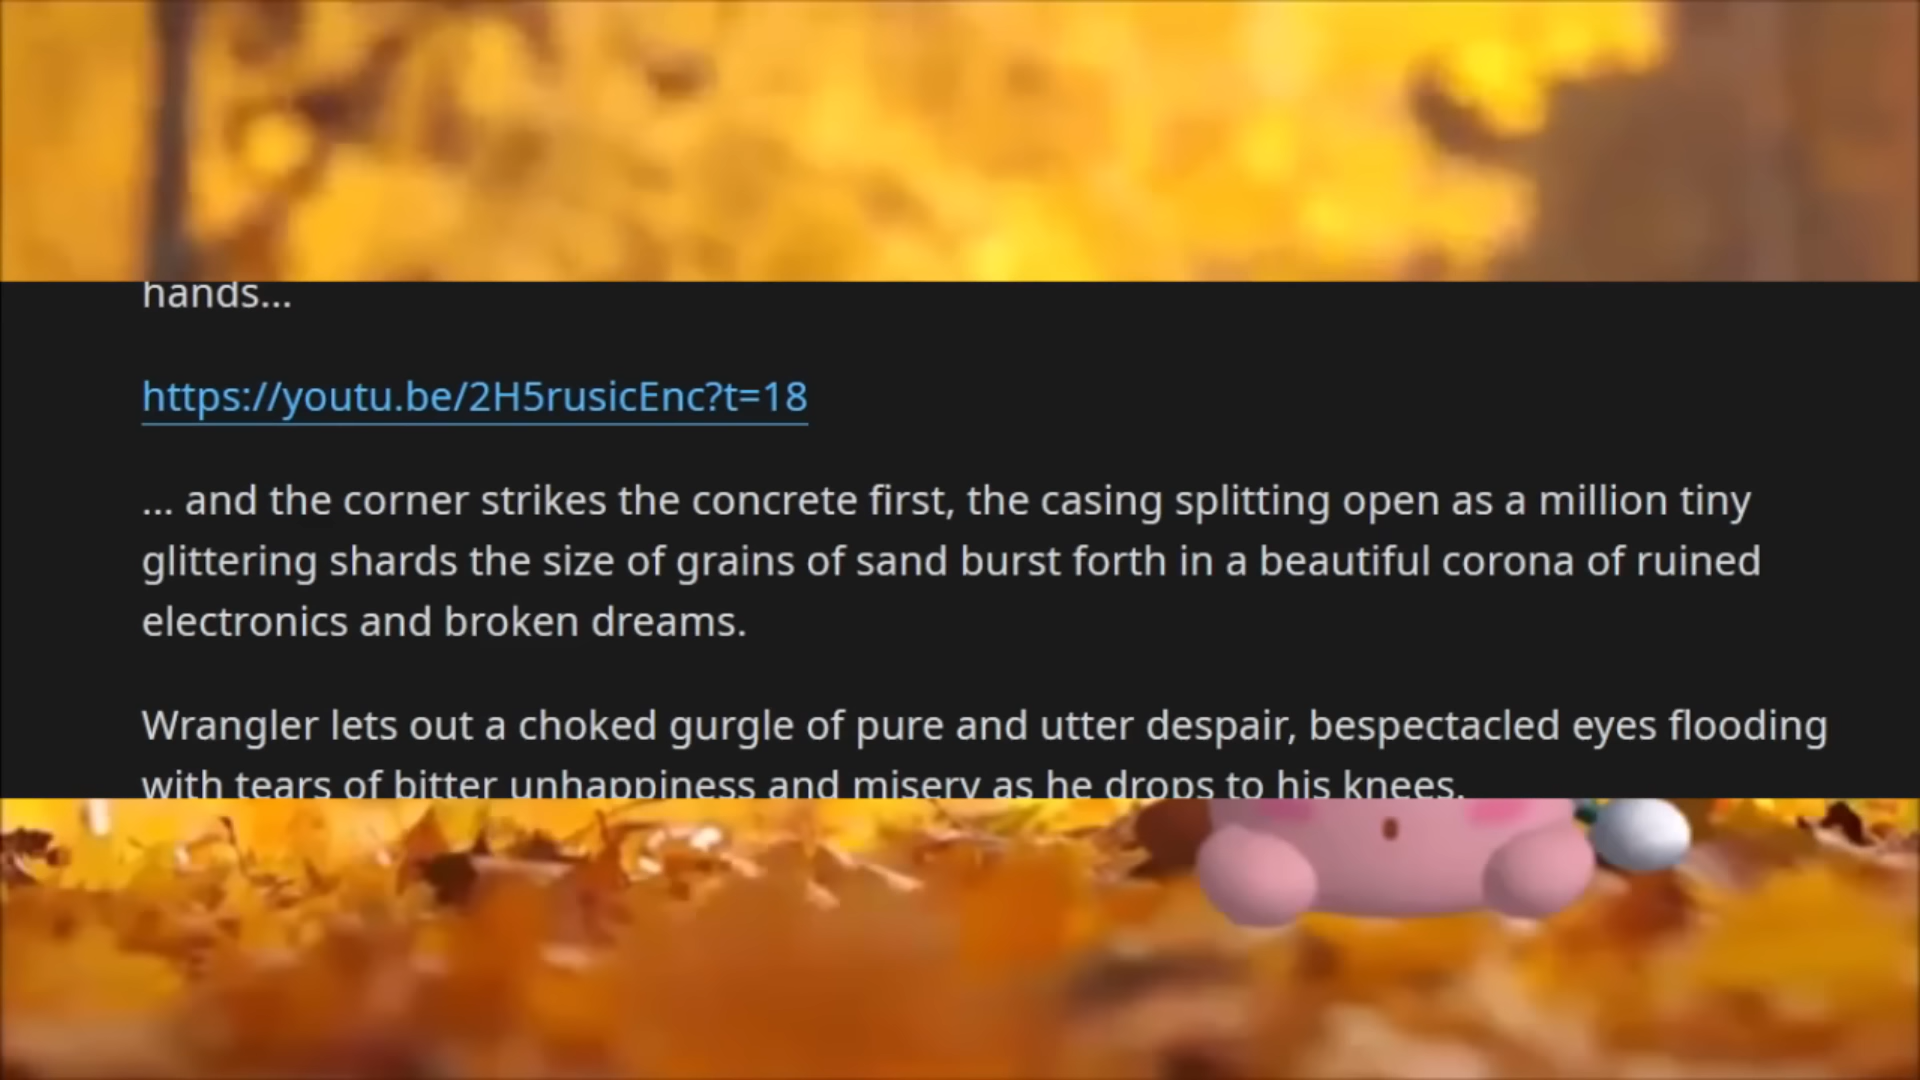 hands...
https://youtu.be/2H5rusicEnc?t=18
... and the corner strikes the concrete first, the casing splitting open as a million tiny
glittering shards the size of grains of sand burst forth in a beautiful corona of ruined
electronics and broken dreams.
Wrangler lets out a choked gurgle of pure and utter despair, bespectacled eyes flooding
with tears of bitter unhappiness and misery as he drops to his knees.